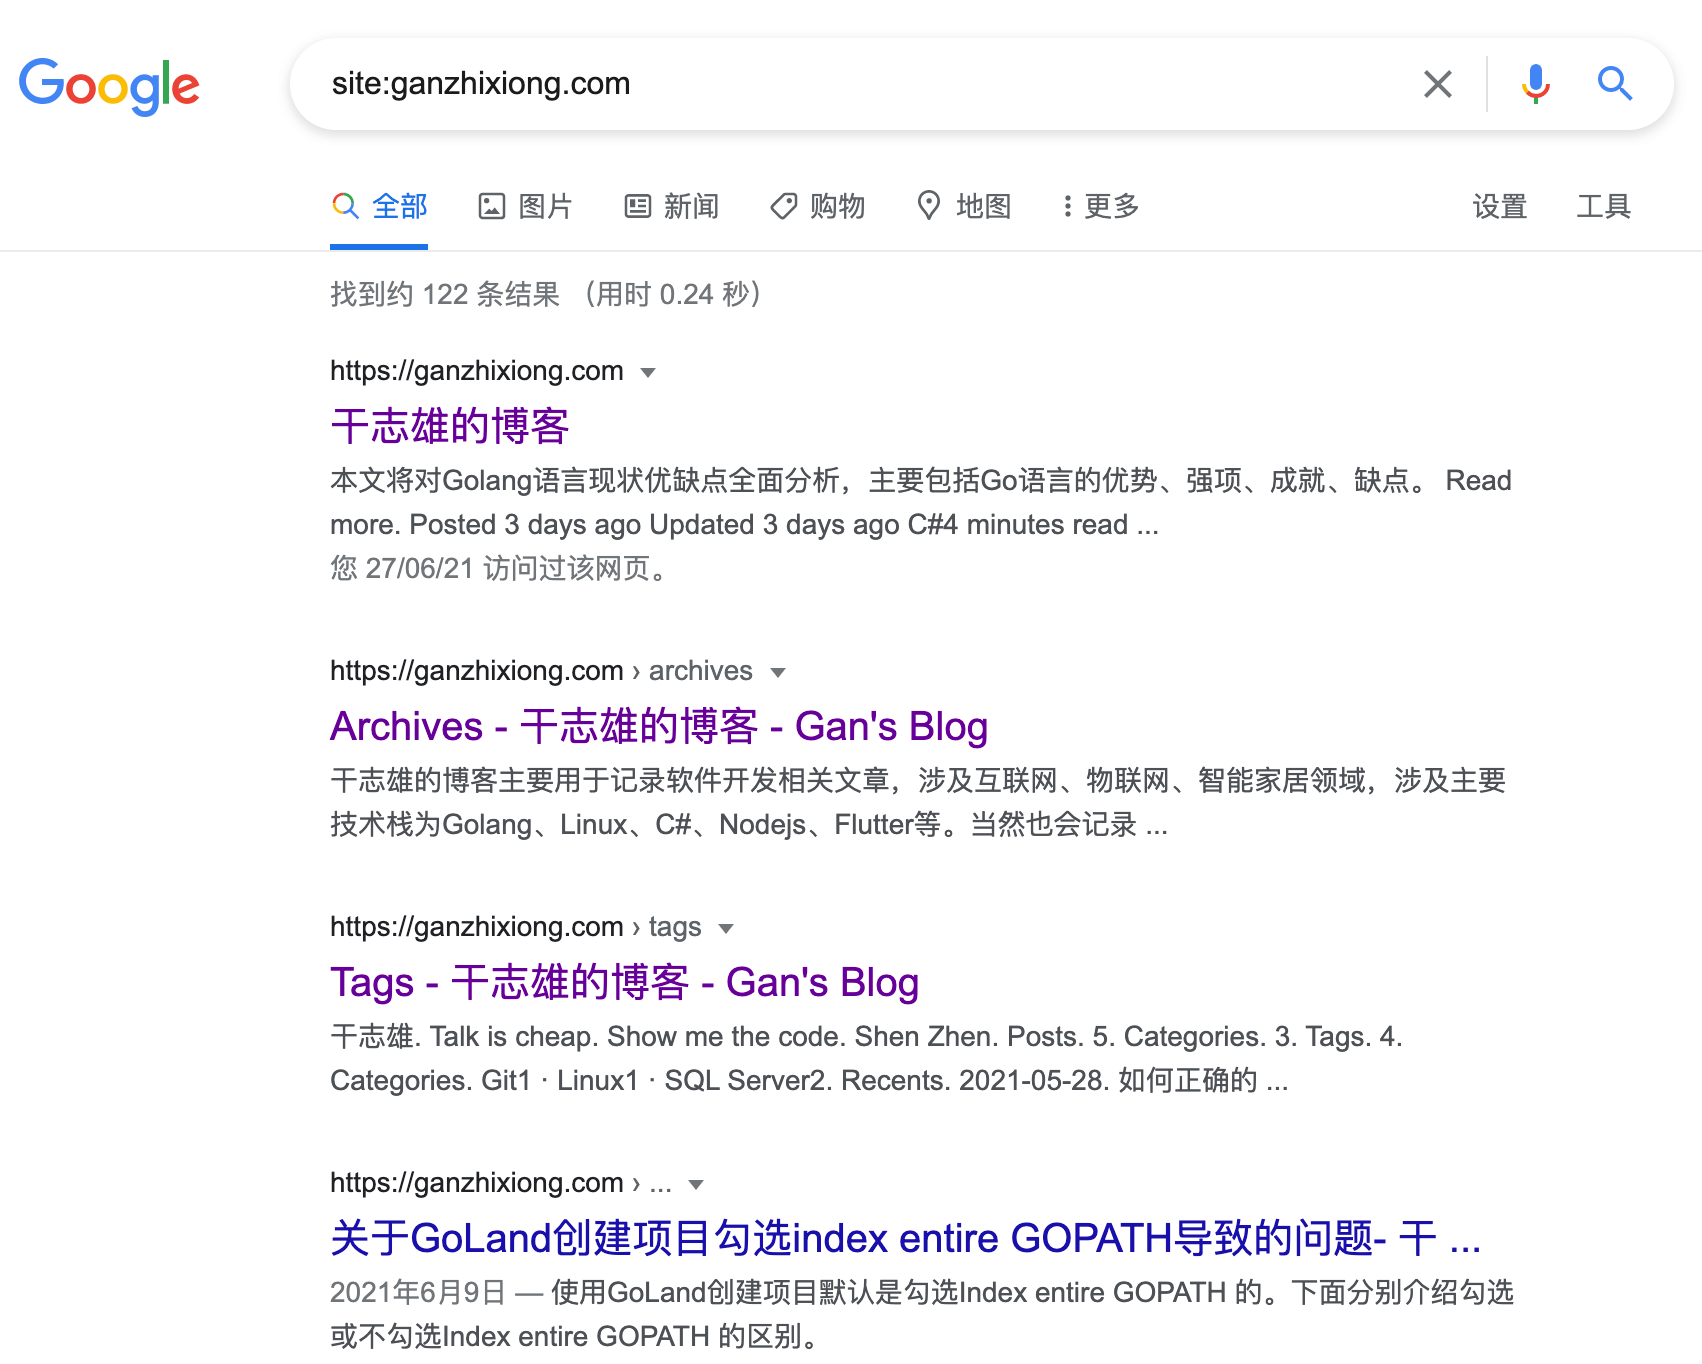 Google
site:ganzhixiong.com
全部 图片 新闻 购物 地图 更多 设置 工具
找到约 122 条结果 （用时 0.24 秒）
https://ganzhixiong.com
干志雄的博客
本文将对Golang语言现状优缺点全面分析，主要包括Go语言的优势、强项、成就、缺点。 Read
more. Posted 3 days ago Updated 3 days ago C#4 minutes read ...
您 27/06/21 访问过该网页。
https://ganzhixiong.com › archives
Archives - 干志雄的博客 - Gan's Blog
干志雄的博客主要用于记录软件开发相关文章，涉及互联网、物联网、智能家居领域，涉及主要
技术栈为Golang、Linux、C#、Nodejs、Flutter等。当然也会记录 ...
https://ganzhixiong.com › tags
Tags - 干志雄的博客 - Gan's Blog
干志雄. Talk is cheap. Show me the code. Shen Zhen. Posts. 5. Categories. 3. Tags. 4.
Categories. Git1 · Linux1 · SQL Server2. Recents. 2021-05-28. 如何正确的 ...
https://ganzhixiong.com › ...
关于GoLand创建项目勾选index entire GOPATH导致的问题- 干 ...
2021年6月9日 — 使用GoLand创建项目默认是勾选Index entire GOPATH 的。下面分别介绍勾选
或不勾选Index entire GOPATH 的区别。